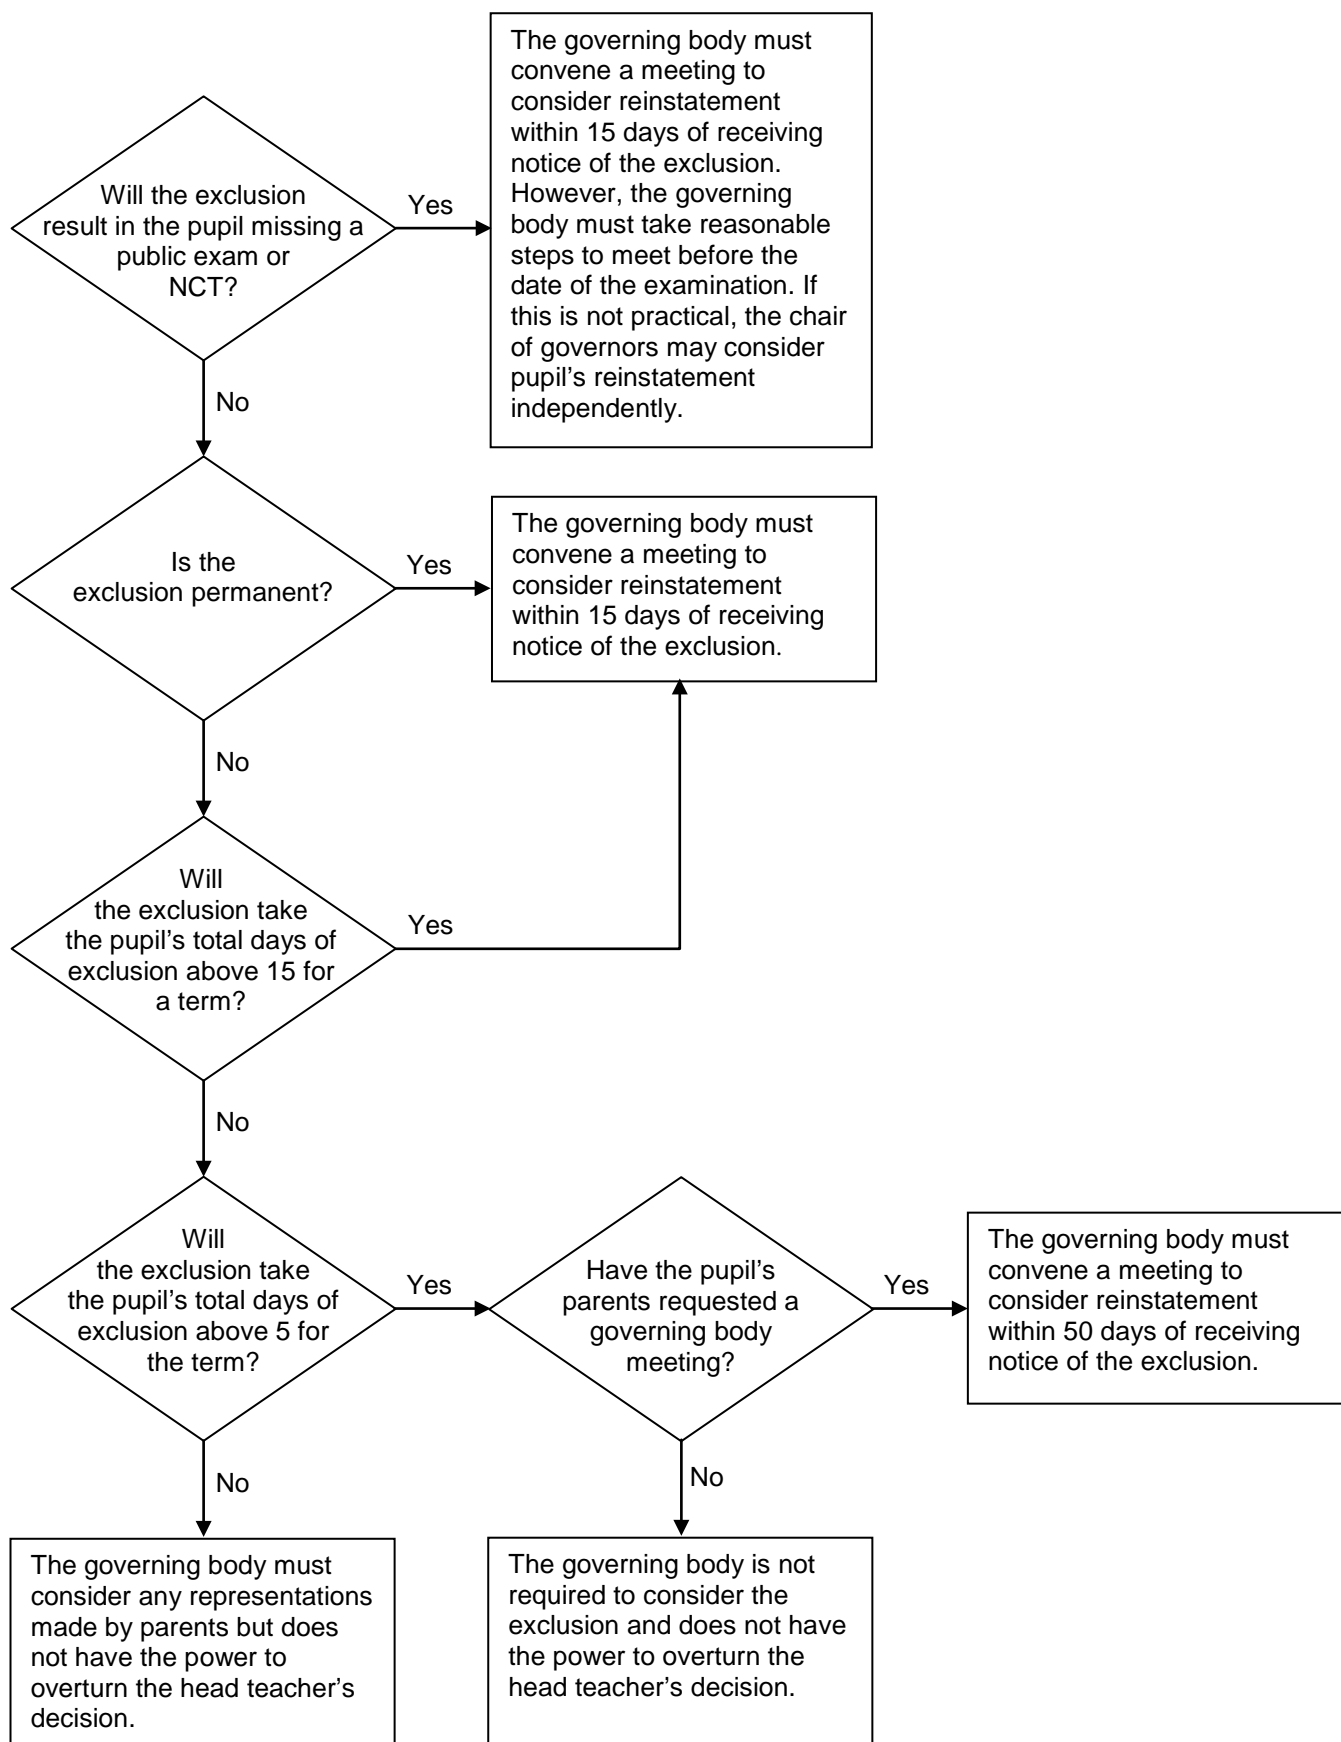 Will the exclusion
result in the pupil missing a
public exam or
NCT?
Yes
The governing body must
convene a meeting to
consider reinstatement
within 15 days of receiving
notice of the exclusion.
However, the governing
body must take reasonable
steps to meet before the
date of the examination. If
this is not practical, the chair
of governors may consider
pupil’s reinstatement
independently.
No
Is the
exclusion permanent?
Yes
The governing body must
convene a meeting to
consider reinstatement
within 15 days of receiving
notice of the exclusion.
No
Will
the exclusion take
the pupil’s total days of
exclusion above 15 for
a term?
Yes
No
Will
the exclusion take
the pupil’s total days of
exclusion above 5 for
the term?
Yes
Have the pupil’s
parents requested a
governing body
meeting?
Yes
The governing body must
convene a meeting to
consider reinstatement
within 50 days of receiving
notice of the exclusion.
No
The governing body must
consider any representations
made by parents but does
not have the power to
overturn the head teacher’s
decision.
No
The governing body is not
required to consider the
exclusion and does not have
the power to overturn the
head teacher’s decision.